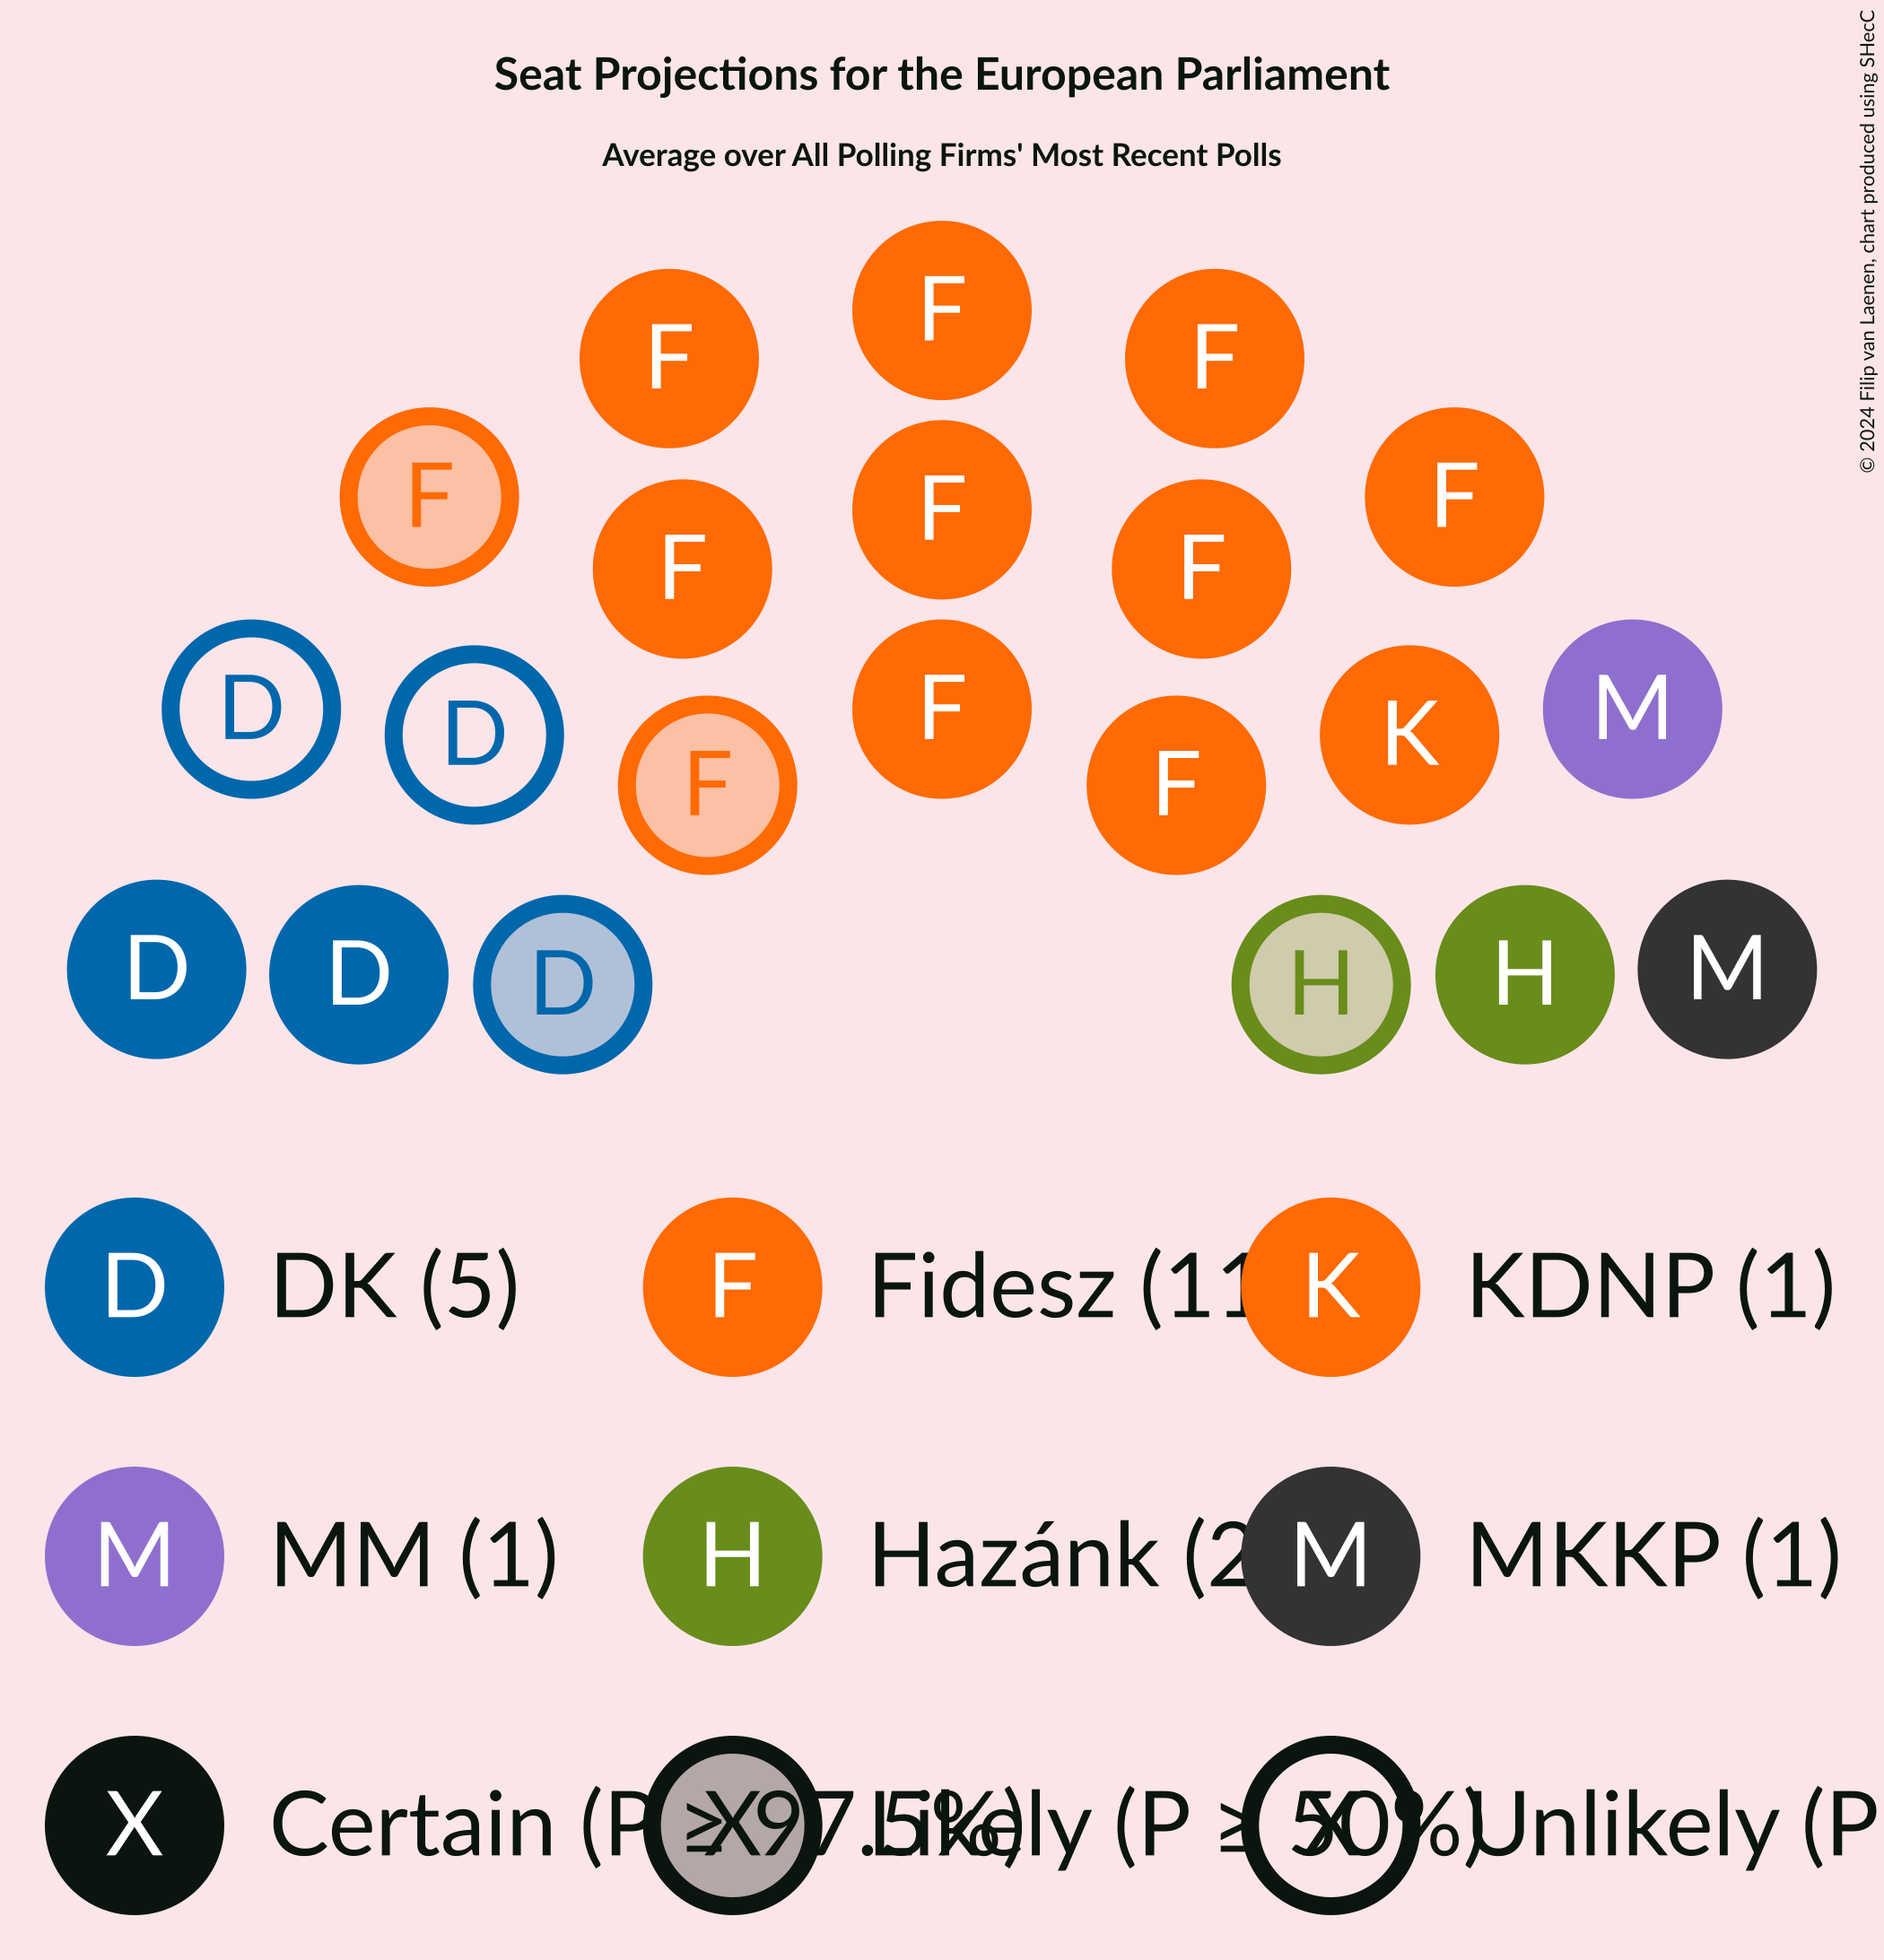 Seat Projections for the European Parliament
Average over All Polling Firms' Most Recent Polls
© 2024 Filip van Laenen, chart produced using SHecC
F
F F
F F
F
F F
D M
D K
F
F F
D D D H H M
D DK (5) F Fidesz (11 K KDNP (1)
M MM (1) H Hazánk (2 M MKKP (1)
X Certain (P ≥ 97.5%) X Likely (P ≥ 50%) X Unlikely (P